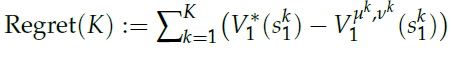 Regret(K) := ∑_{k=1}^{K} (V_1^*(s_1^k) − V_1^{μ^k,ν^k}(s_1^k))